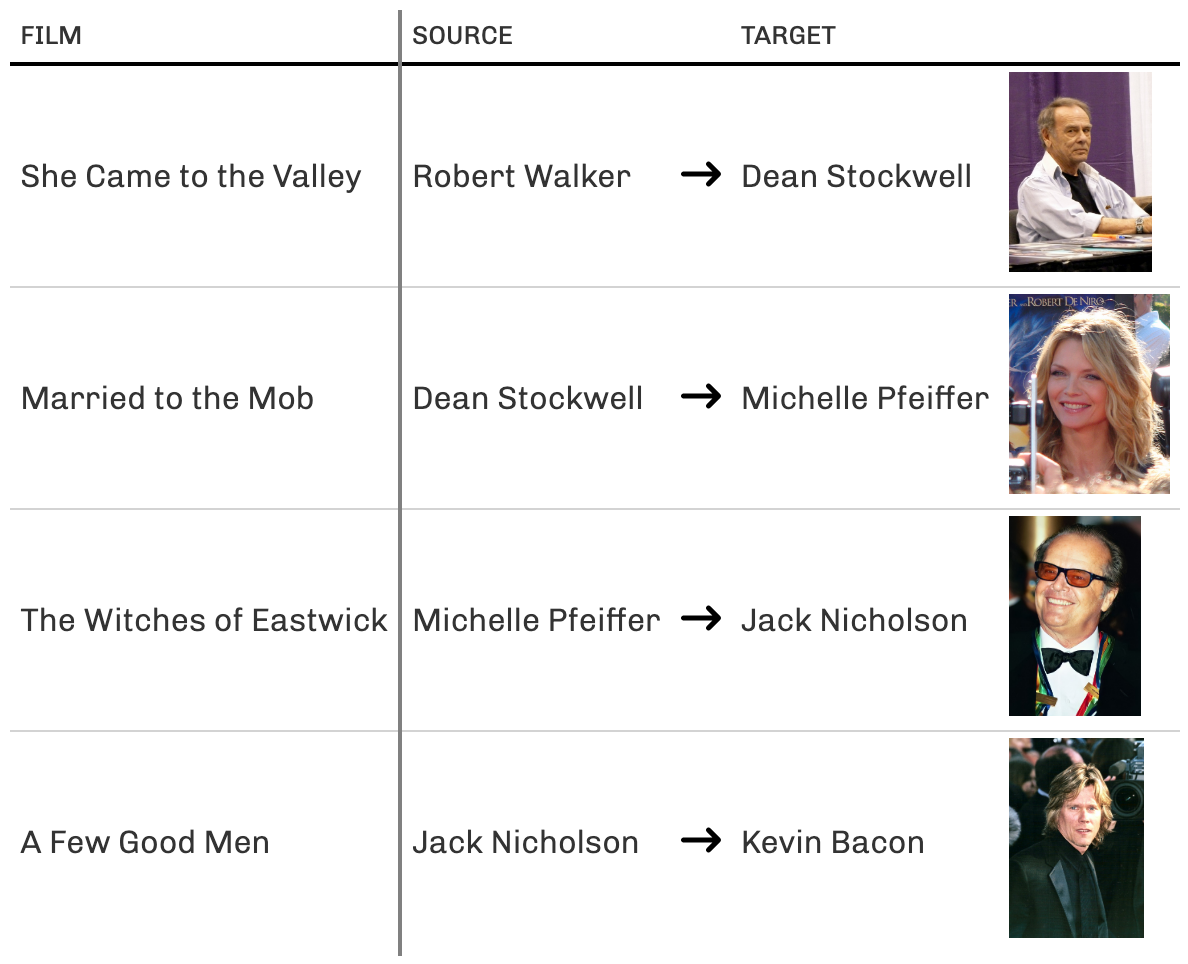 FILM SOURCE TARGET
She Came to the Valley Robert Walker → Dean Stockwell
ROBERT DE NIRO
Married to the Mob Dean Stockwell → Michelle Pfeiffer
The Witches of Eastwick Michelle Pfeiffer → Jack Nicholson
A Few Good Men Jack Nicholson → Kevin Bacon